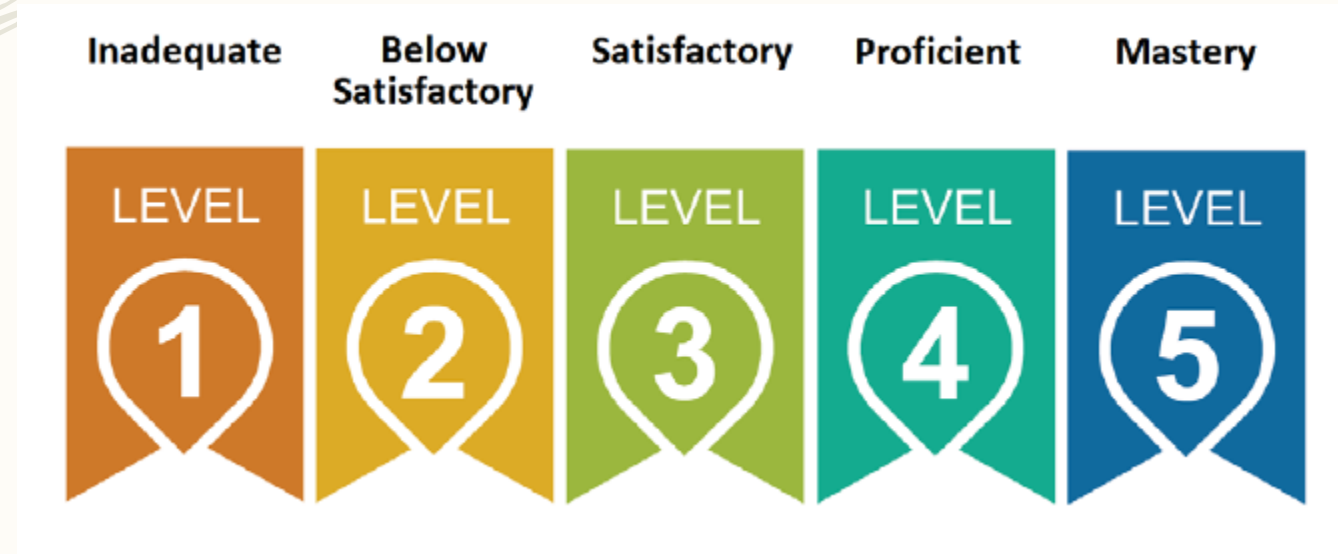 Inadequate
Below
Satisfactory
Satisfactory
Proficient
Mastery
LEVEL
1
LEVEL
2
LEVEL
3
LEVEL
4
LEVEL
5